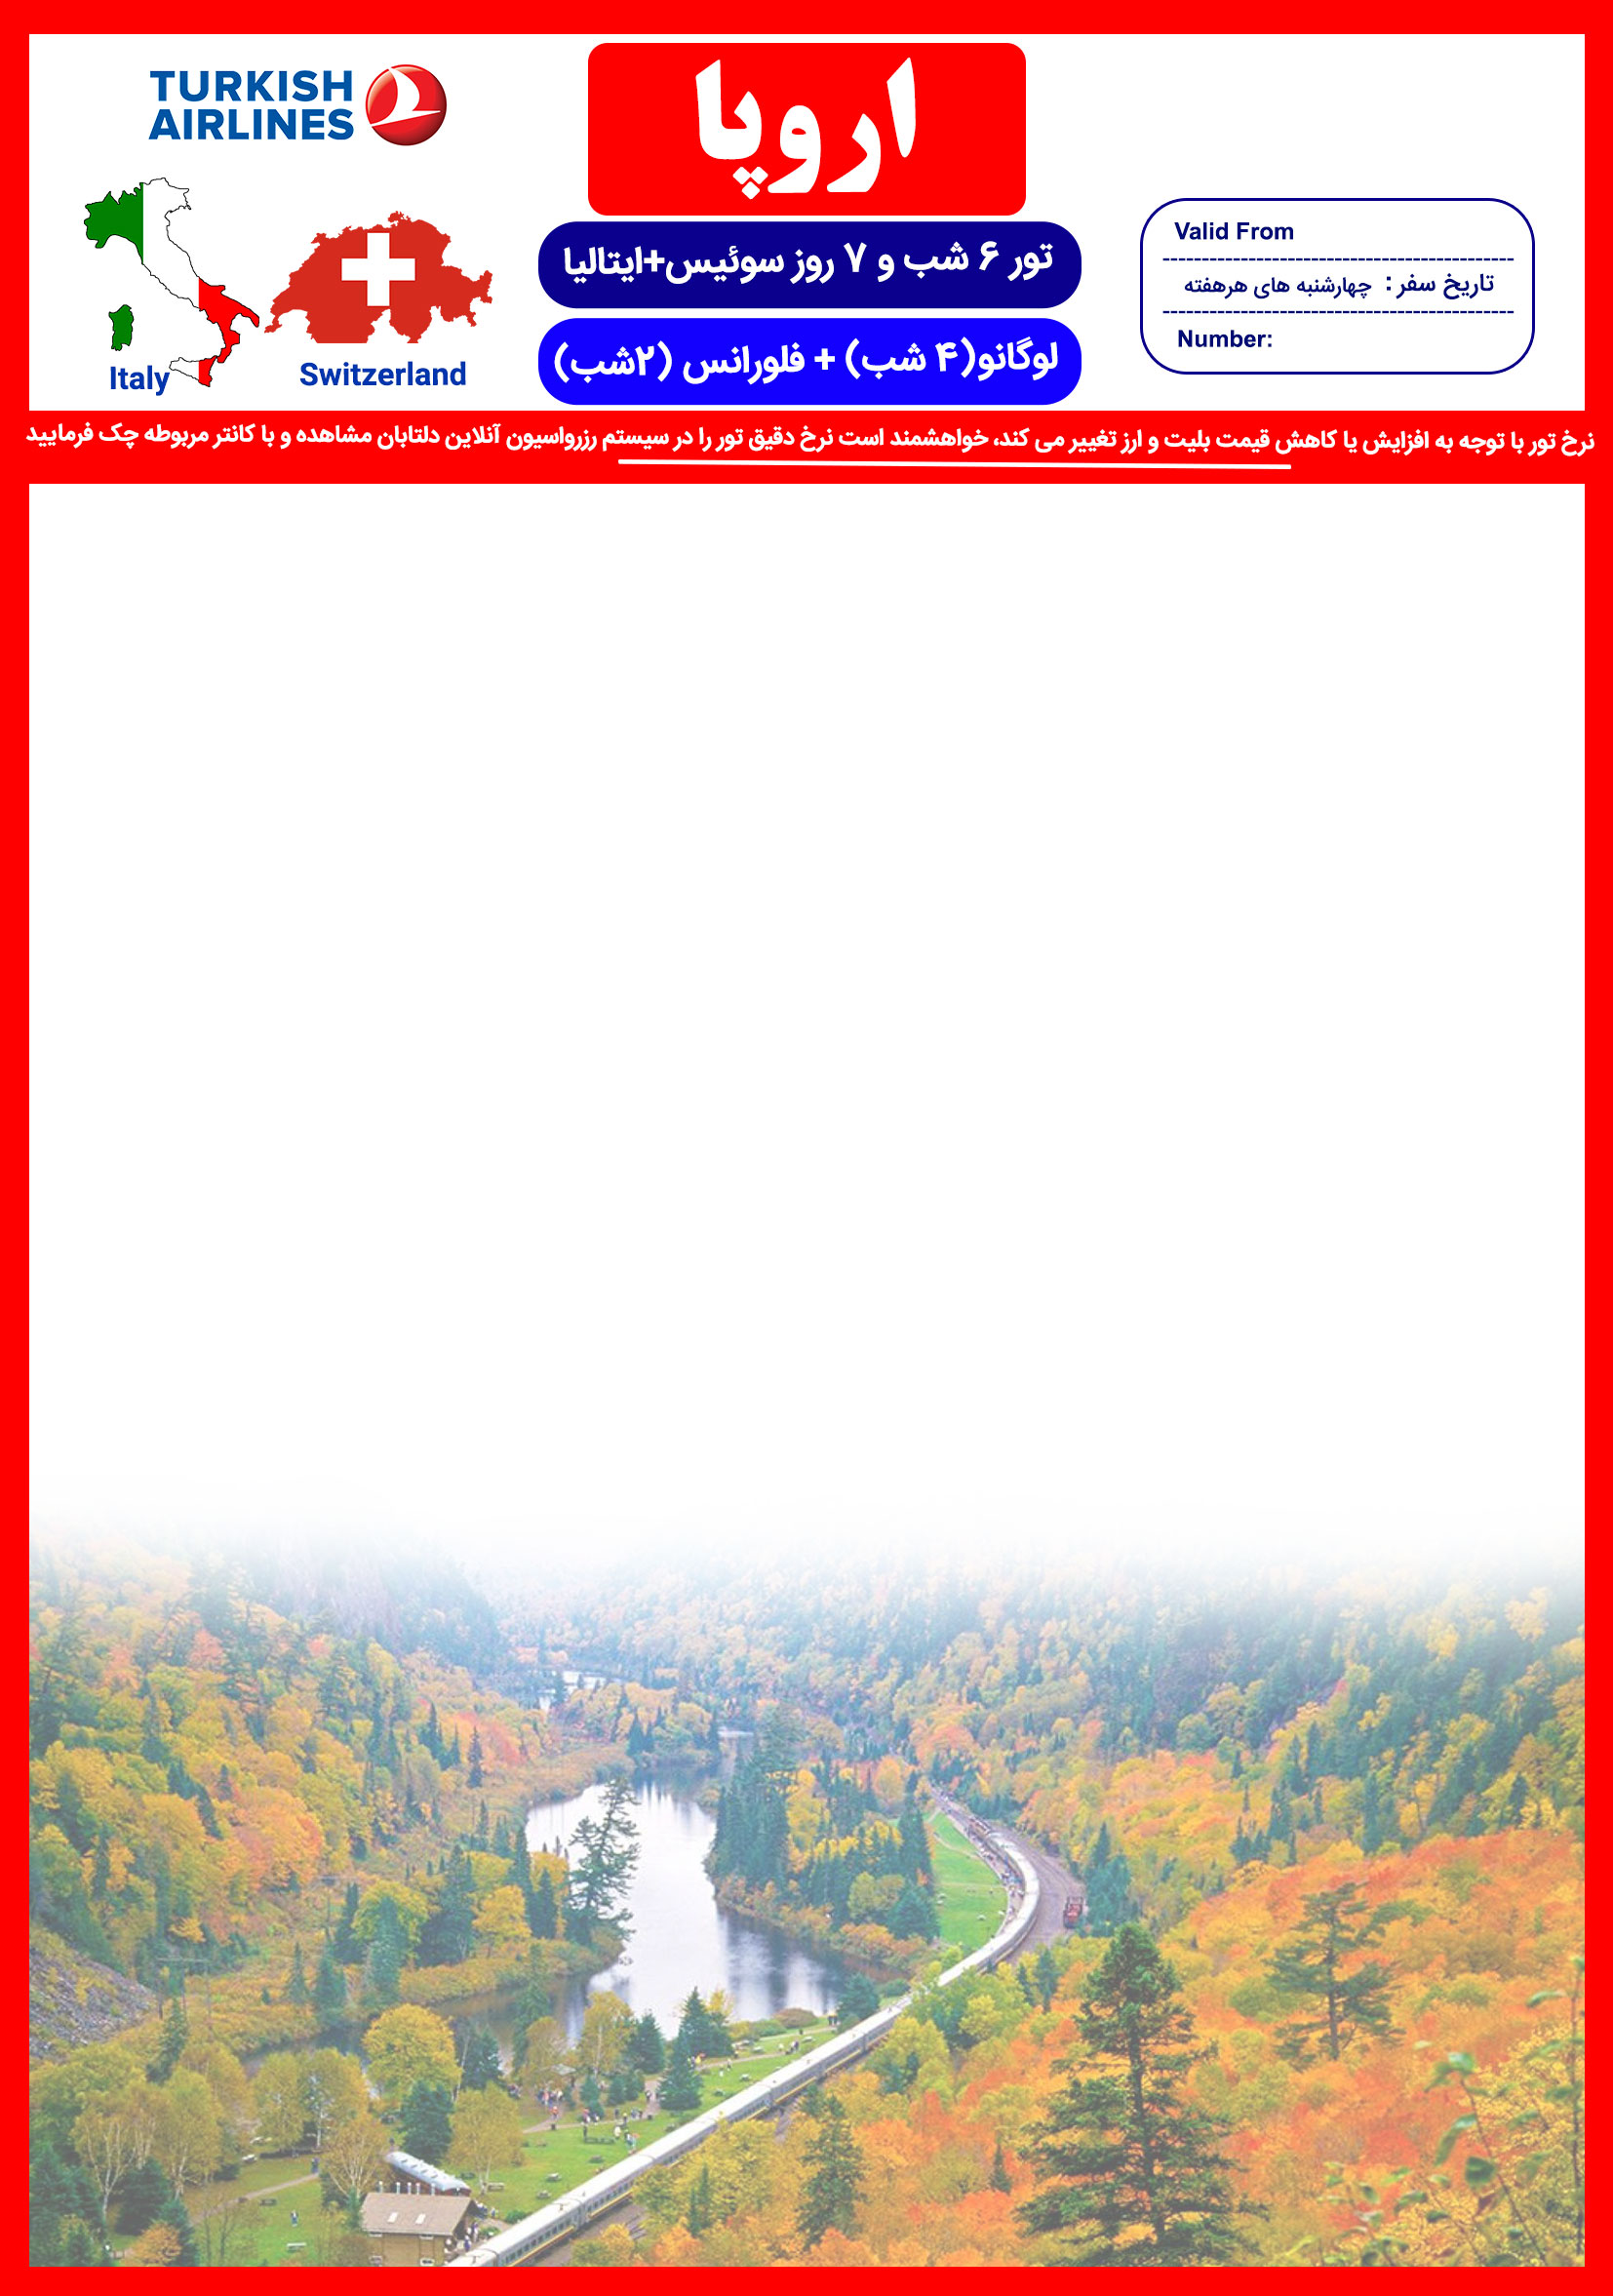 TURKISH
AIRLINES
اروپا
تور ۶ شب و ۷ روز سوئیس+ایتالیا
لوگانو(۴ شب) + فلورانس (۲شب)
Italy
Switzerland
Valid From
تاریخ سفر : چهارشنبه های هرهفته
Number:
نرخ تور با توجه به افزایش یا کاهش قیمت بلیت و ارز تغییر می کند، خواهشمند است نرخ دقیق تور را در سیستم رزرواسیون آنلاین دلتابان مشاهده و با کانتر مربوطه چک فرمایید